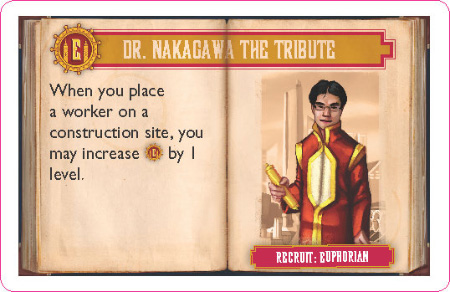 E DR. NAKAGAWA THE TRIBUTE
When you place
a worker on a
construction site, you
may increase E by 1
level.
RECRUIT: EUPHORIAN